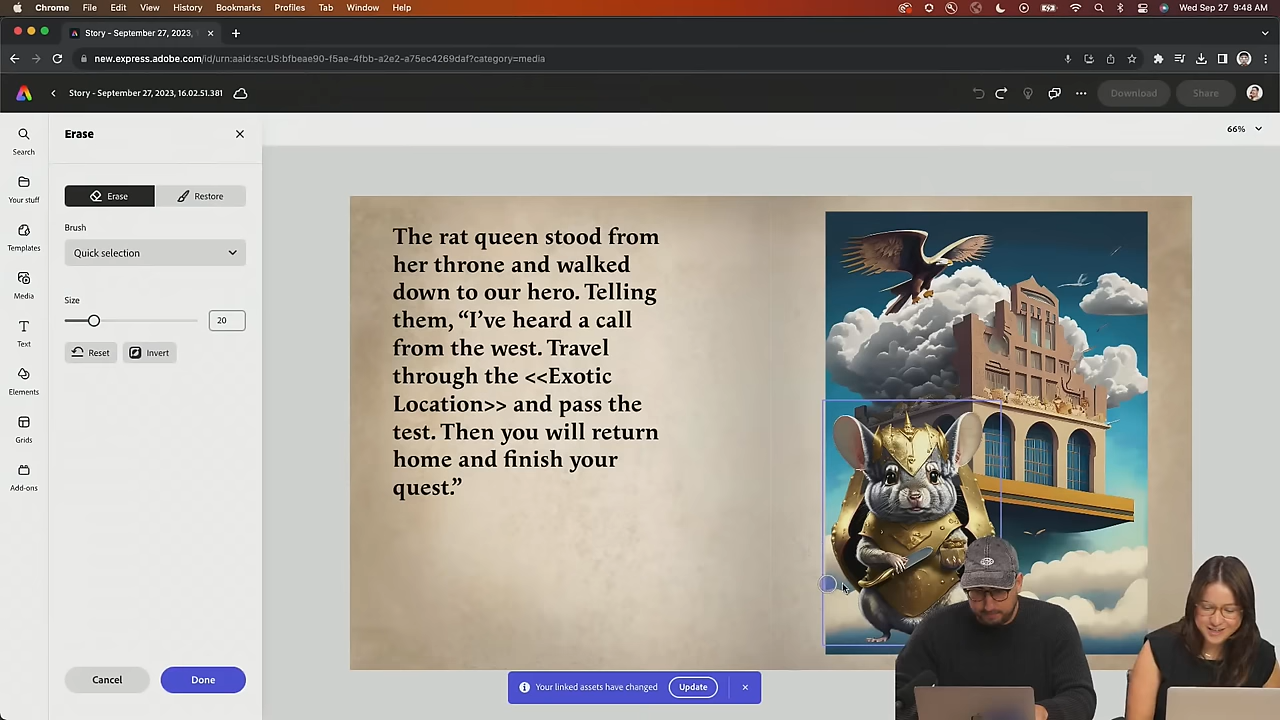 Chrome File Edit View History Bookmarks Profiles Tab Window Help
Wed Sep 27 9:48 AM
Story - September 27, 2023,
new.express.adobe.com/id/urn:aaid:sc:US:bfbeae90-f5ae-4fbb-a2e2-a75ec4269daf?category=media
Story - September 27, 2023, 16.02.51.381
Download
Share
66%
Search
Your stuff
Templates
Media
Text
Elements
Grids
Add-ons
Erase
Erase
Restore
Brush
Quick selection
Size
20
Reset
Invert
Cancel
Done
The rat queen stood from
her throne and walked
down to our hero. Telling
them, “I’ve heard a call
from the west. Travel
through the <<Exotic
Location>> and pass the
test. Then you will return
home and finish your
quest.”
Your linked assets have changed
Update